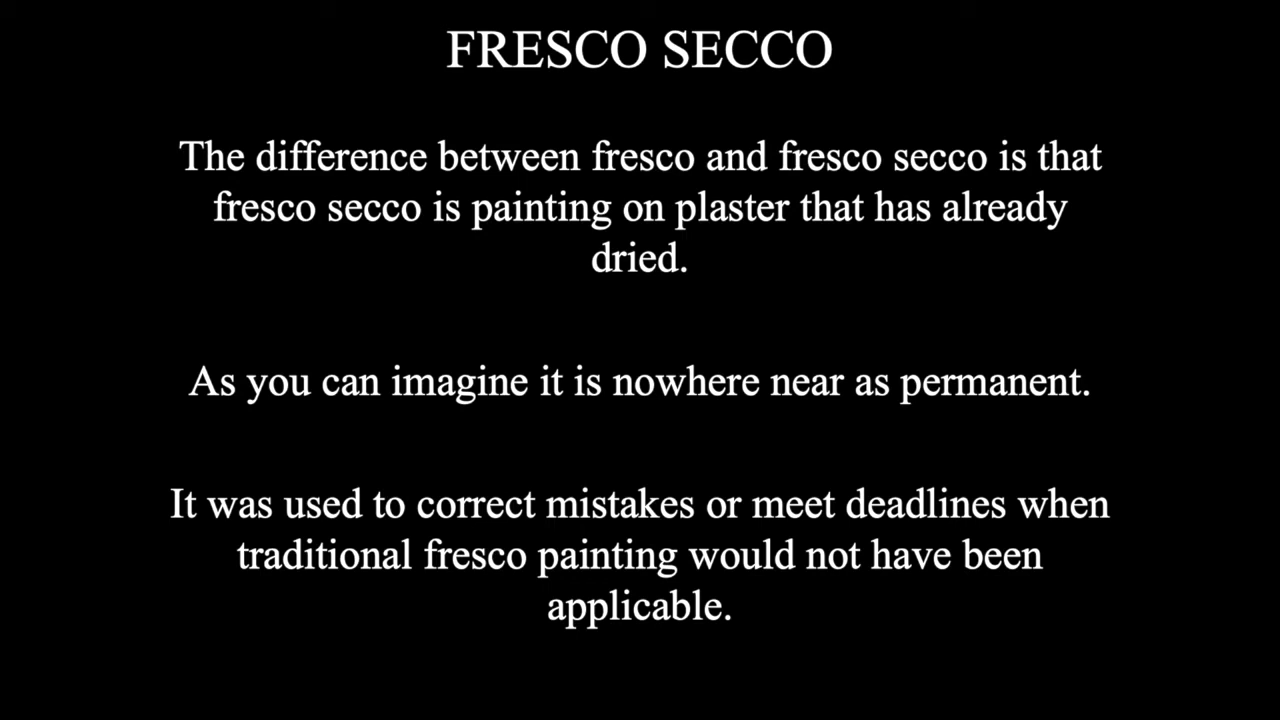 FRESCO SECCO
The difference between fresco and fresco secco is that
fresco secco is painting on plaster that has already
dried.
As you can imagine it is nowhere near as permanent.
It was used to correct mistakes or meet deadlines when
traditional fresco painting would not have been
applicable.